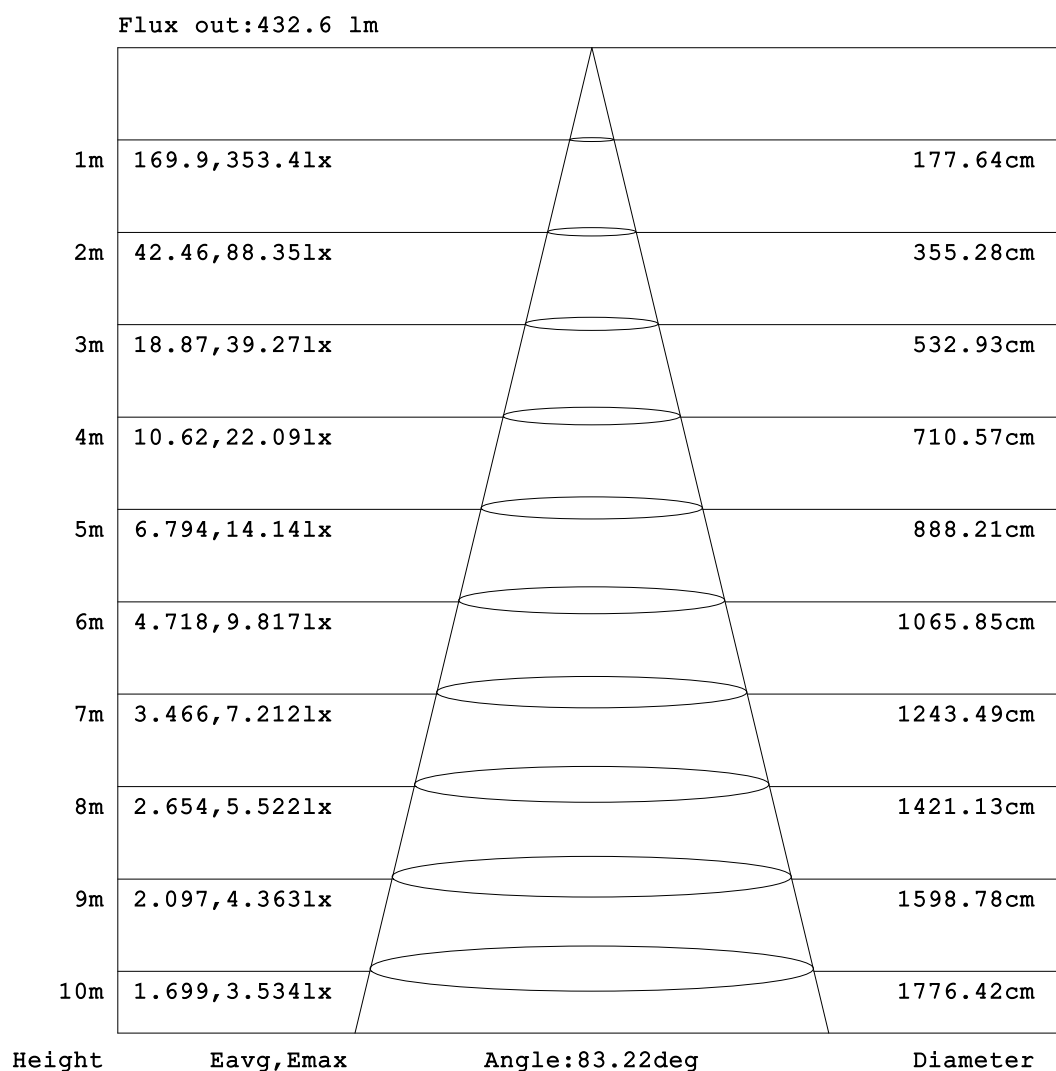 Flux out:432.6 lm
1m 169.9,353.4lx 177.64cm
2m 42.46,88.35lx 355.28cm
3m 18.87,39.27lx 532.93cm
4m 10.62,22.09lx 710.57cm
5m 6.794,14.14lx 888.21cm
6m 4.718,9.817lx 1065.85cm
7m 3.466,7.212lx 1243.49cm
8m 2.654,5.522lx 1421.13cm
9m 2.097,4.363lx 1598.78cm
10m 1.699,3.534lx 1776.42cm
Height Eavg,Emax Angle:83.22deg Diameter